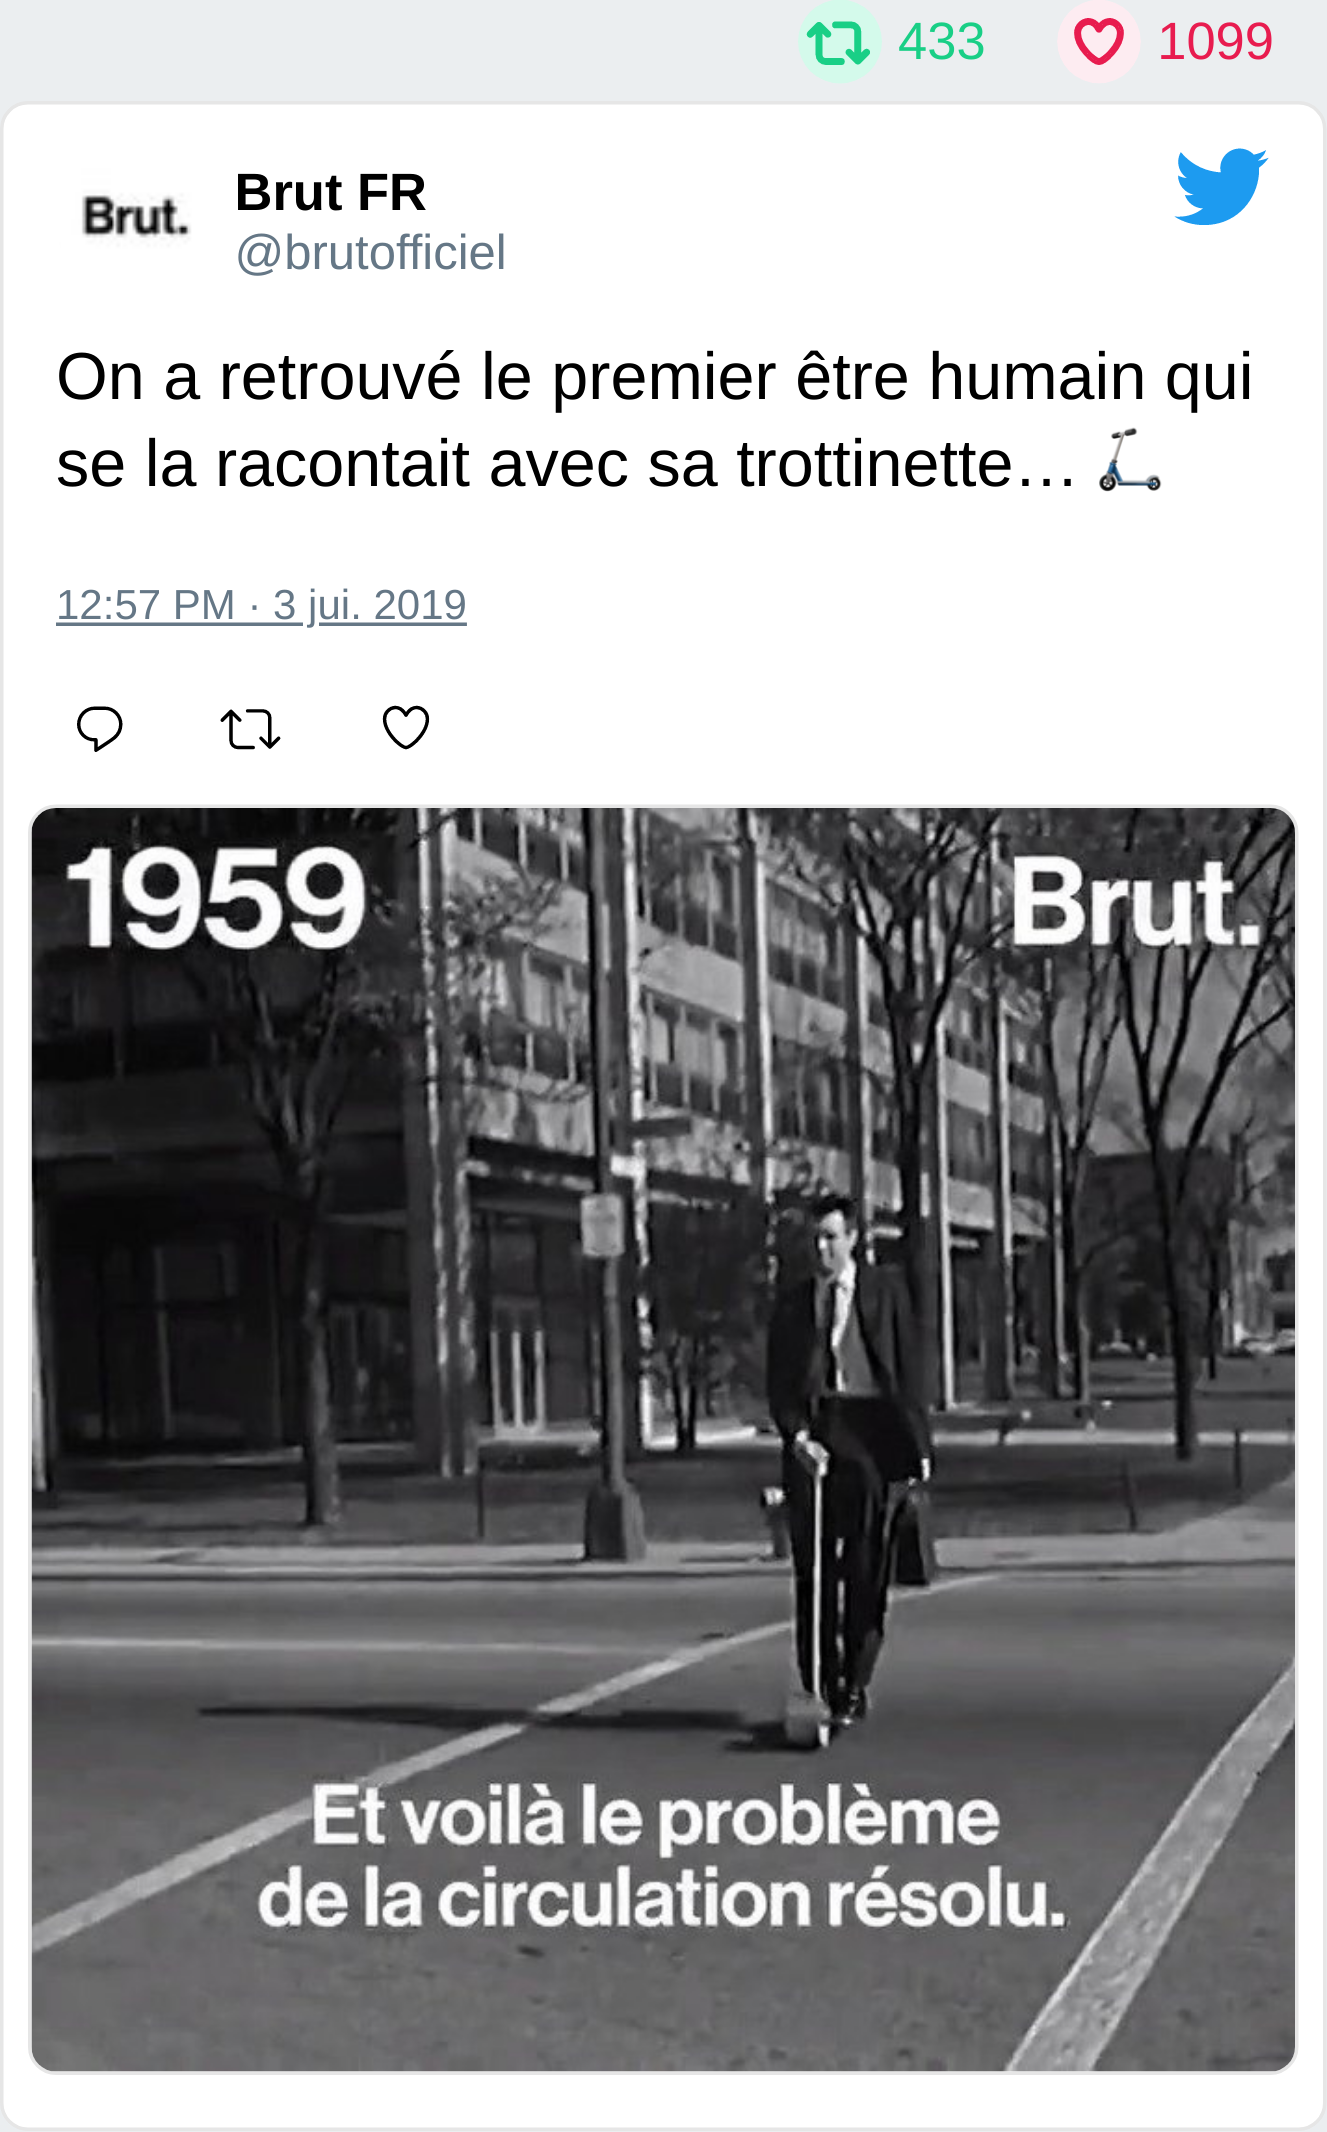 433 1099
Brut.
Brut FR
@brutofficiel
On a retrouvé le premier être humain qui
se la racontait avec sa trottinette… 🛴
12:57 PM · 3 jui. 2019
1959
Brut.
Et voilà le problème
de la circulation résolu.